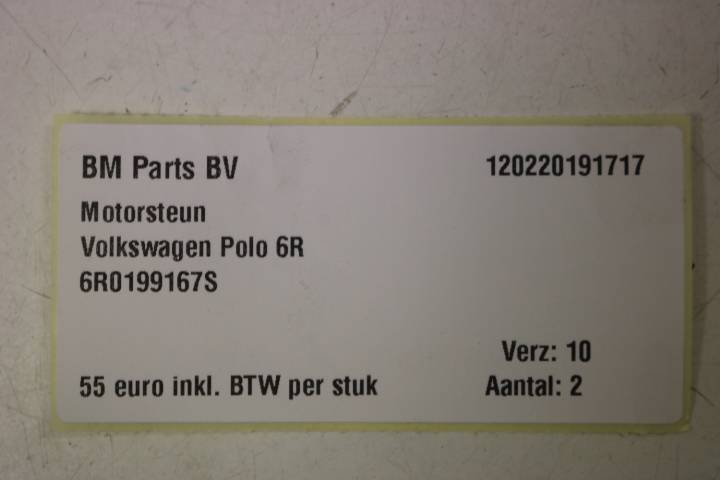 BM Parts BV 120220191717
Motorsteun
Volkswagen Polo 6R
6R0199167S
Verz: 10
55 euro inkl. BTW per stuk Aantal: 2